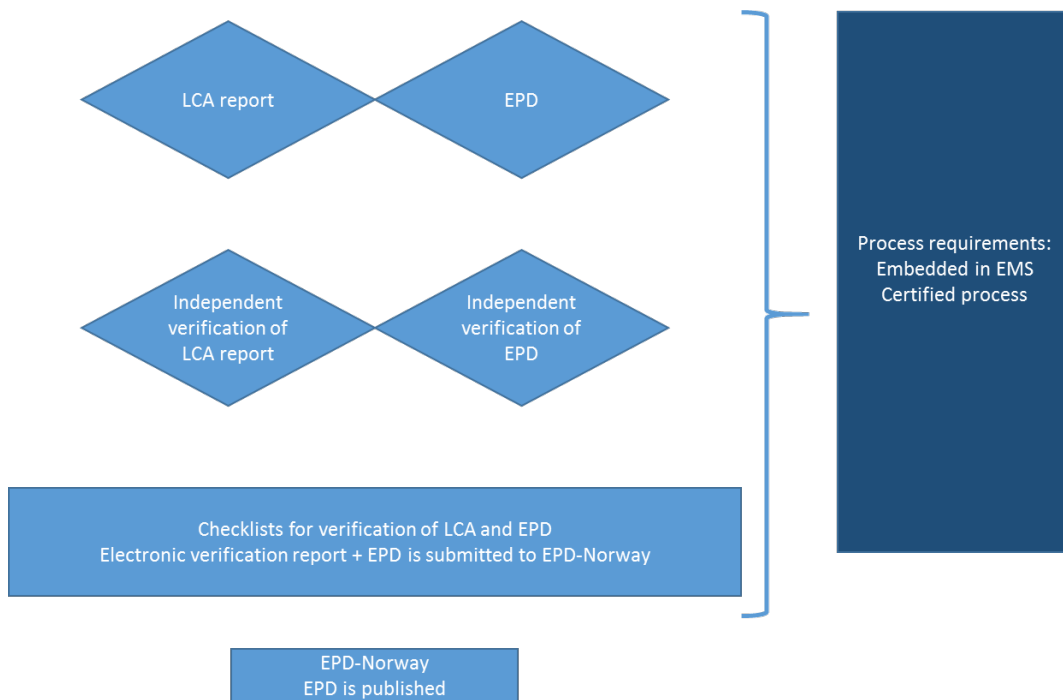 LCA report
EPD
Independent
verification of
LCA report
Independent
verification of
EPD
Checklists for verification of LCA and EPD
Electronic verification report + EPD is submitted to EPD-Norway
EPD-Norway
EPD is published
Process requirements:
Embedded in EMS
Certified process